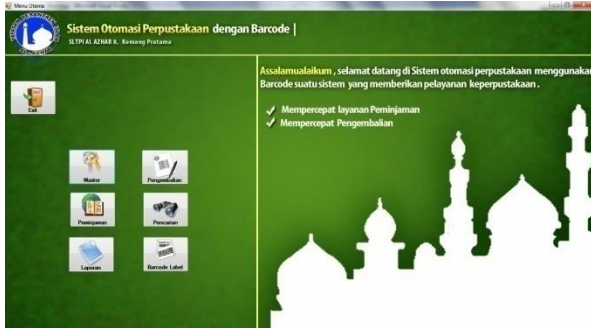 Menu Utama
Sistem Otomasi Perpustakaan dengan Barcode |
SLTPI AL AZHAR 8, Kemang Pratama
Assalamualaikum, selamat datang di Sistem otomasi perpustakaan menggunakan
Barcode suatu sistem yang memberikan pelayanan keperpustakaan.
Mempercepat layanan Peminjaman
Mempercepat Pengembalian
Exit
Master
Pengembalian
Peminjaman
Pencarian
Laporan
Barcode Label